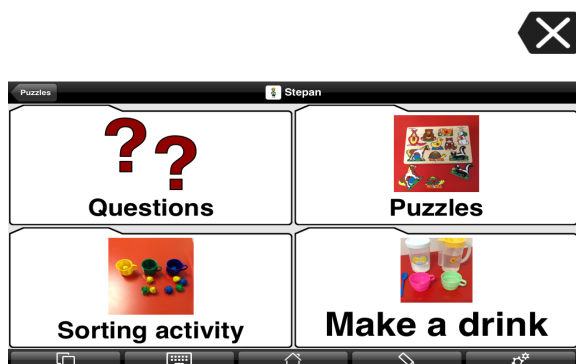 Puzzles
Stepan
??
Questions
Puzzles
Sorting activity
Make a drink